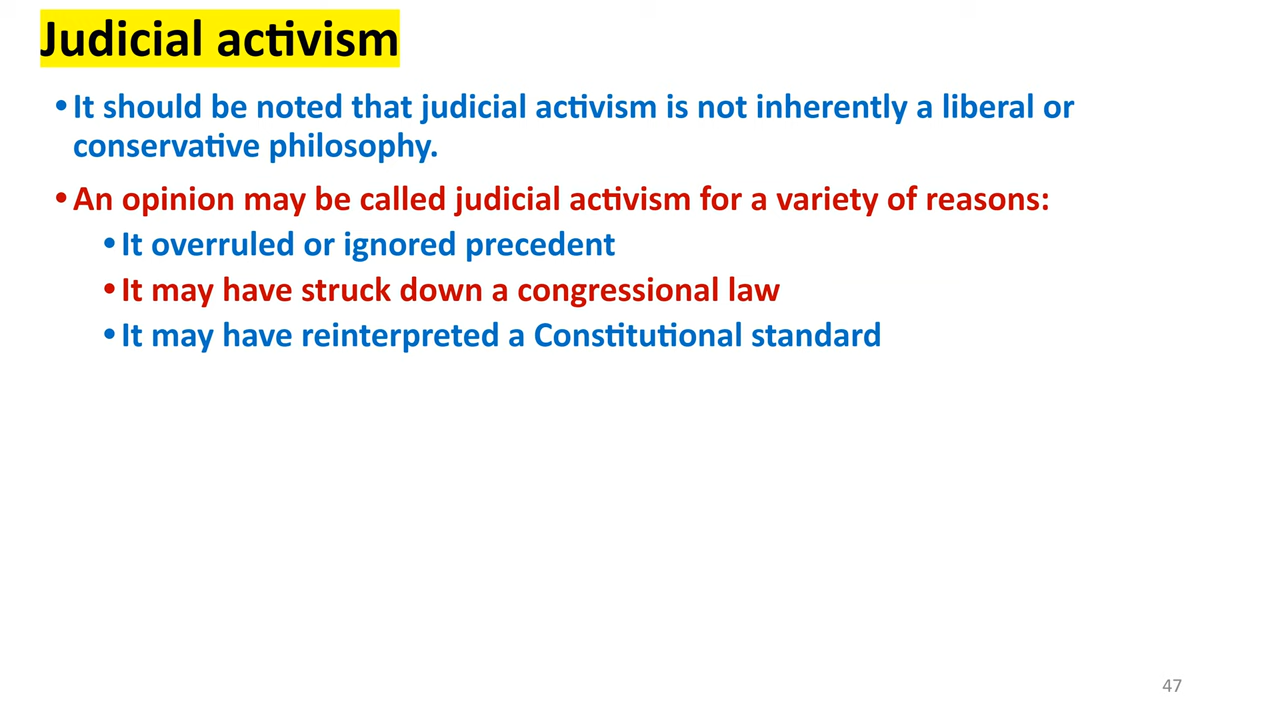 Judicial activism
•It should be noted that judicial activism is not inherently a liberal or
conservative philosophy.
•An opinion may be called judicial activism for a variety of reasons:
•It overruled or ignored precedent
•It may have struck down a congressional law
•It may have reinterpreted a Constitutional standard
47